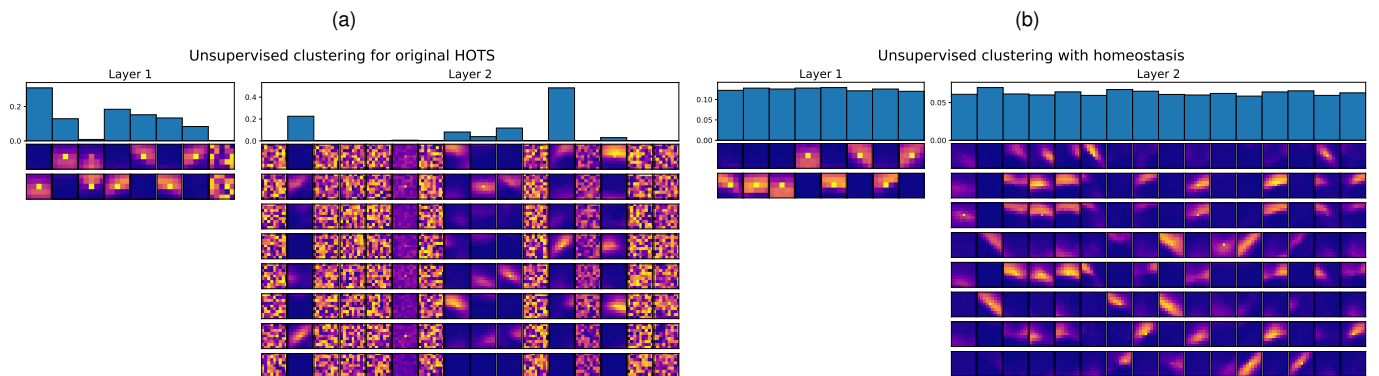 (a)
(b)
Unsupervised clustering for original HOTS
Unsupervised clustering with homeostasis
Layer 1
Layer 2
Layer 1
Layer 2
0.2
0.0
0.4
0.2
0.0
0.10
0.05
0.00
0.05
0.00